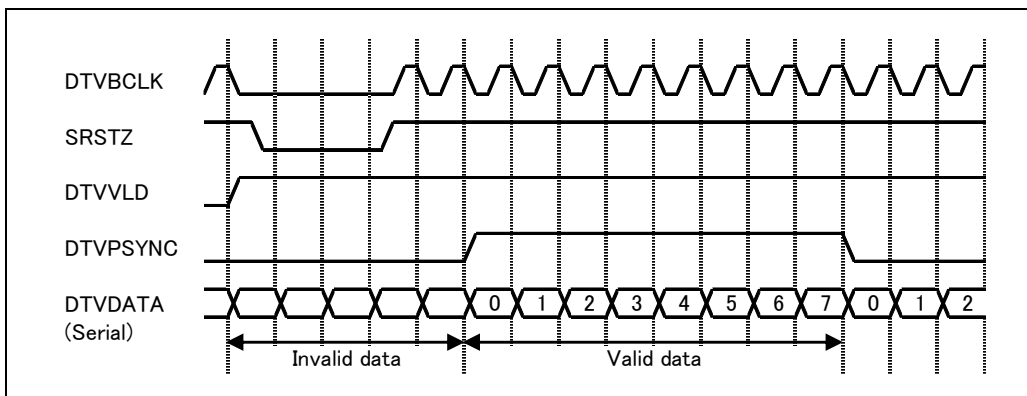 DTVBCLK
SRSTZ
DTVVLD
DTVPSYNC
DTVDATA 0 1 2 3 4 5 6 7 0 1 2
(Serial)
Invalid data Valid data